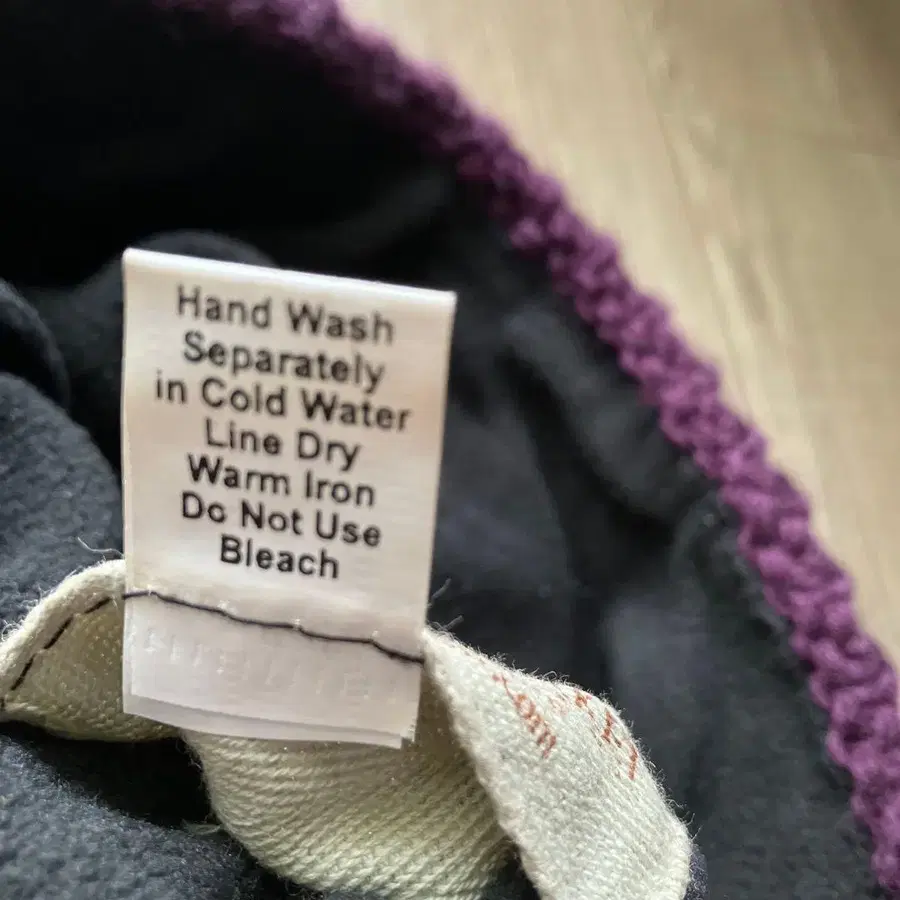 Hand Wash
Separately
in Cold Water
Line Dry
Warm Iron
Do Not Use
Bleach